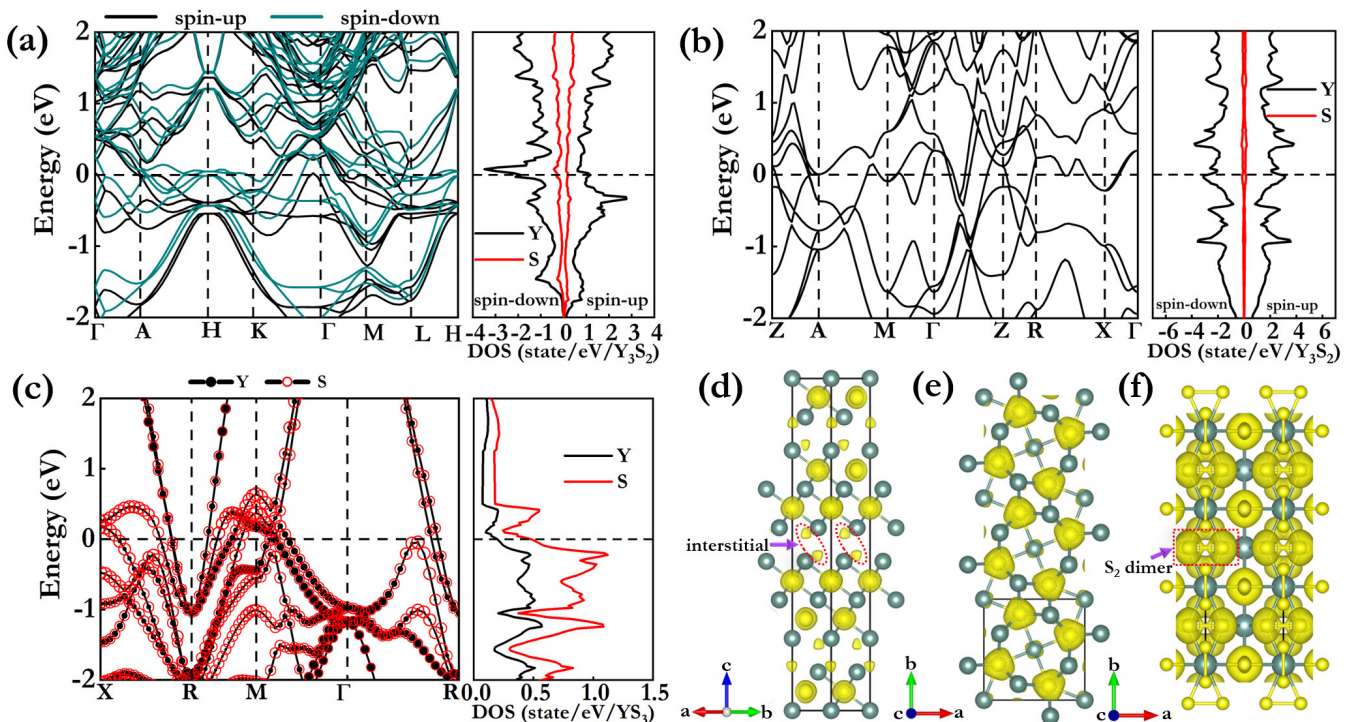 (a)
spin-up spin-down
2
1
0
-1
-2
Energy (eV)
Γ A H K Γ M L H
Y
S
spin-down spin-up
-4 -3 -2 -1 0 1 2 3 4
DOS (state/eV/Y₃S₂)
(b)
2
1
0
-1
-2
Energy (eV)
Z A M Γ Z R X Γ
Y
S
spin-down spin-up
-6 -4 -2 0 2 4 6
DOS (state/eV/Y₃S₂)
(c)
Y S
2
1
0
-1
-2
Energy (eV)
X R M Γ R
Y
S
0.0 0.5 1.0 1.5
DOS (state/eV/YS₃)
(d)
interstitial
c
a b
(e)
b
c a
(f)
S₂ dimer
b
c a